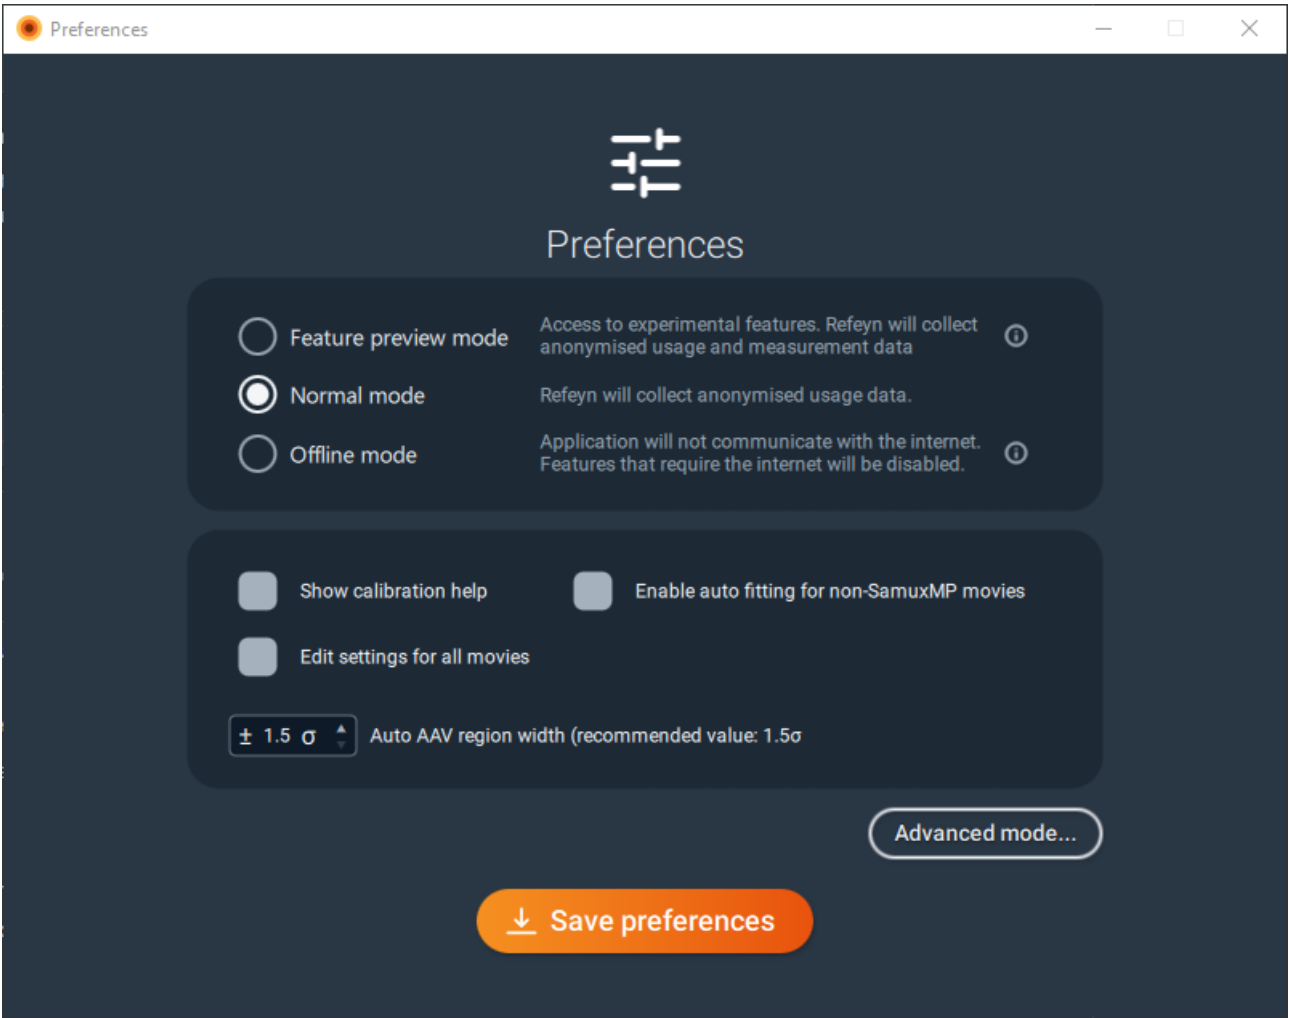 Preferences
Preferences
Feature preview mode
Access to experimental features. Refeyn will collect
anonymised usage and measurement data
Normal mode
Refeyn will collect anonymised usage data.
Offline mode
Application will not communicate with the internet.
Features that require the internet will be disabled.
Show calibration help
Enable auto fitting for non-SamuxMP movies
Edit settings for all movies
± 1.5 σ
Auto AAV region width (recommended value: 1.5σ
Advanced mode...
Save preferences